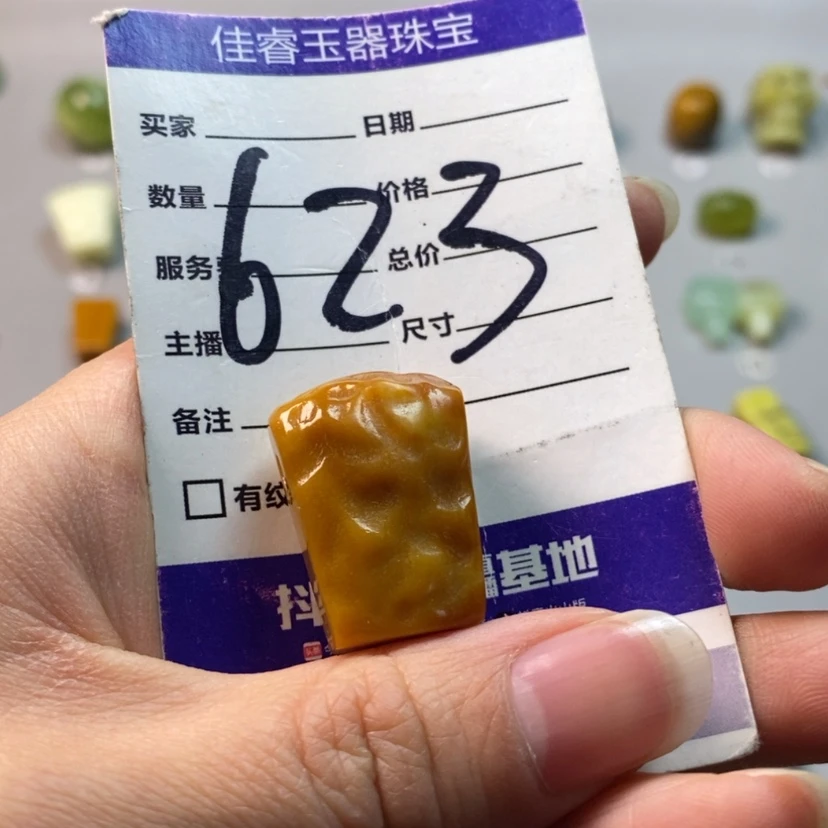 佳睿玉器珠宝
买家 日期
数量 价格
服务 总价
主播 尺寸
备注
有纹
623
抖 播基地